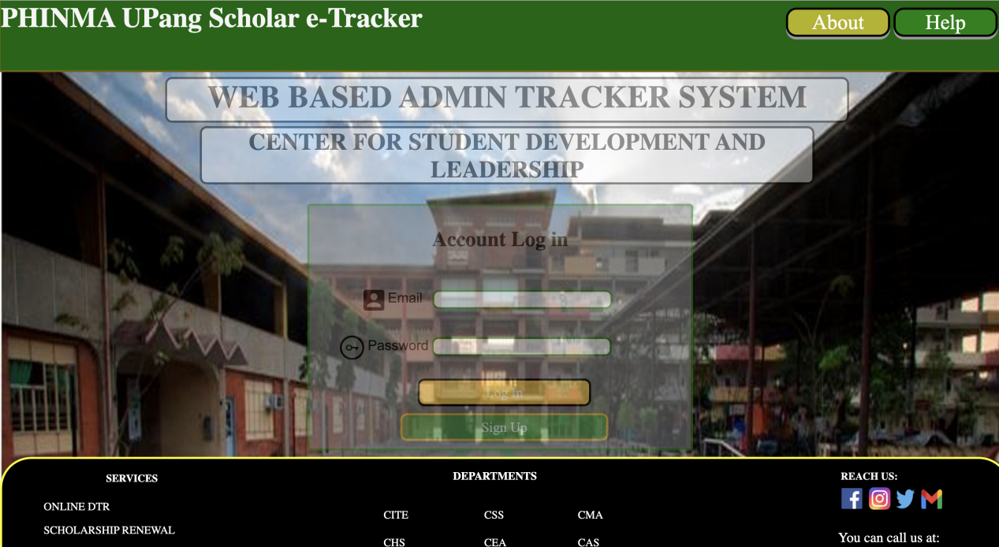 PHINMA UPang Scholar e-Tracker
About
Help
WEB BASED ADMIN TRACKER SYSTEM
CENTER FOR STUDENT DEVELOPMENT AND
LEADERSHIP
Account Log in
Email
Password
Log In
Sign Up
SERVICES
ONLINE DTR
SCHOLARSHIP RENEWAL
DEPARTMENTS
CITE CSS CMA
CHS CEA CAS
REACH US:
You can call us at: